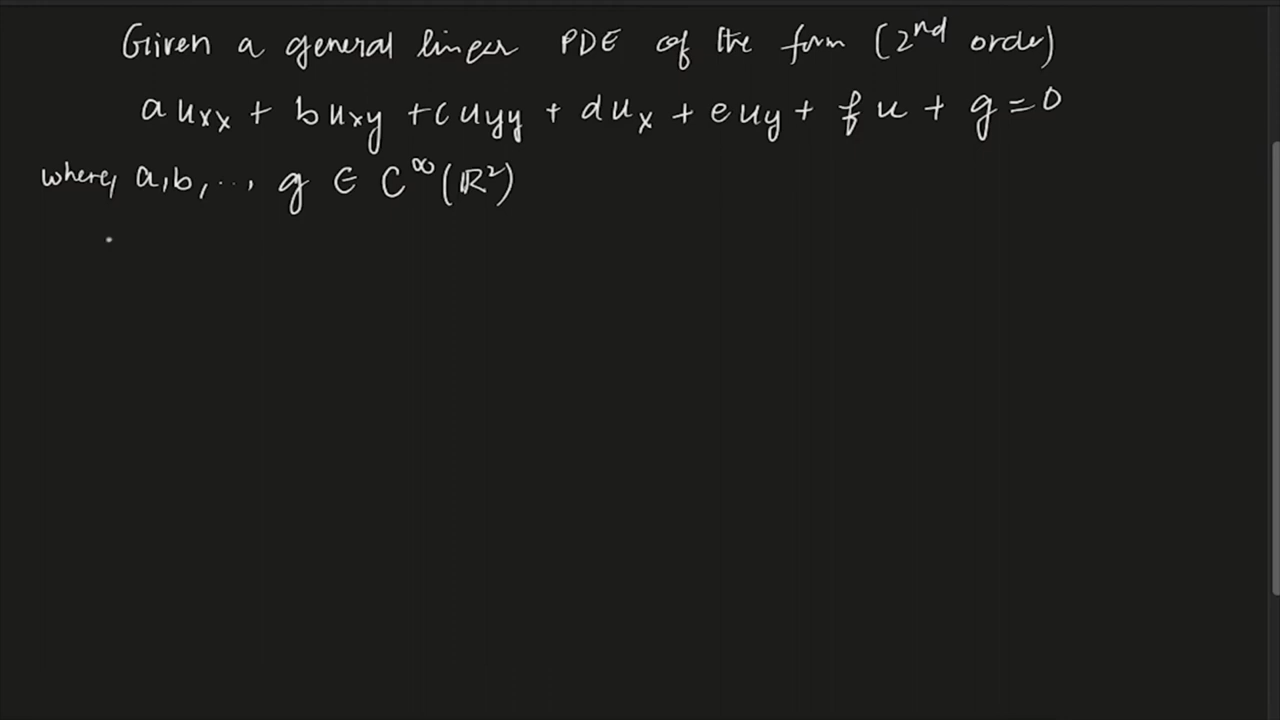 Given a general linear PDE of the form (2nd order)
a uxx + b uxy + c uyy + d ux + e uy + f u + g = 0
where, a, b, ..., g ∈ C^∞(ℝ²)